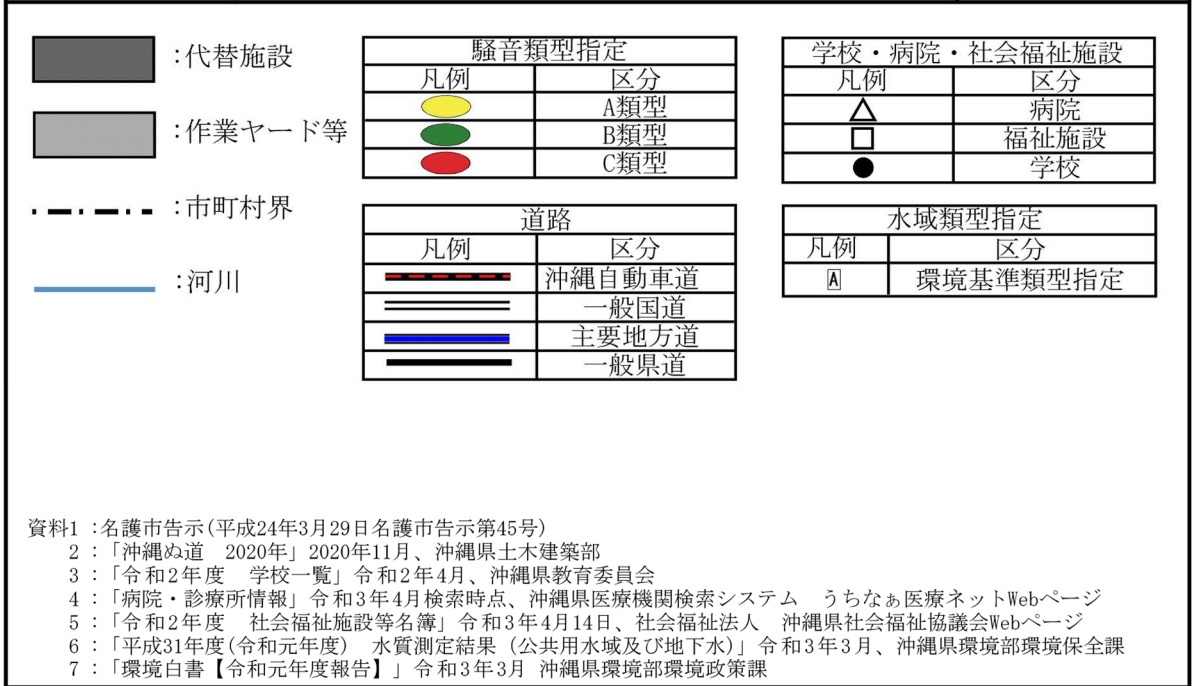 :代替施設
:作業ヤード等
:市町村界
:河川
騒音類型指定
凡例 区分
A類型
B類型
C類型
道路
凡例 区分
沖縄自動車道
一般国道
主要地方道
一般県道
学校・病院・社会福祉施設
凡例 区分
病院
福祉施設
学校
水域類型指定
凡例 区分
A 環境基準類型指定
資料1:名護市告示(平成24年3月29日名護市告示第45号)
2:「沖縄ぬ道　2020年」2020年11月、沖縄県土木建築部
3:「令和2年度　学校一覧」令和2年4月、沖縄県教育委員会
4:「病院・診療所情報」令和3年4月検索時点、沖縄県医療機関検索システム　うちなぁ医療ネットWebページ
5:「令和2年度　社会福祉施設等名簿」令和3年4月14日、社会福祉法人　沖縄県社会福祉協議会Webページ
6:「平成31年度(令和元年度)　水質測定結果 (公共用水域及び地下水)」令和3年3月、沖縄県環境部環境保全課
7:「環境白書【令和元年度報告】」令和3年3月 沖縄県環境部環境政策課